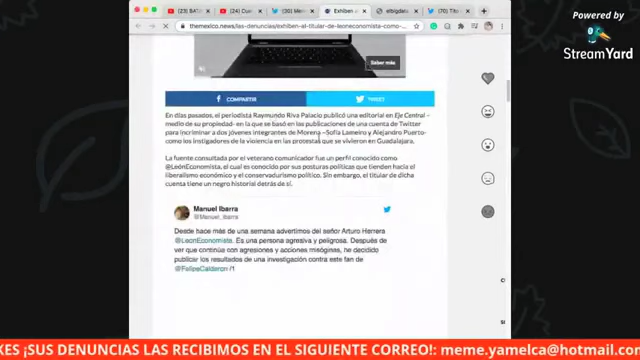 Powered by
StreamYard
themexico.news/las-denuncias/exhiben-el-titular-de-leoneconomista-como-...
Saber más
COMPARTIR
TWEET
En días pasados, el periodista Raymundo Riva Palacio publicó una editorial en Eje Central –
medio de su propiedad– en la que se basó en las publicaciones de una cuenta de Twitter
para incriminar a dos jóvenes integrantes de Morena –Sofía Lameiro y Alejandro Puerto–
como los instigadores de la violencia en las protestas que se vivieron en Guadalajara.
La fuente consultada por el veterano comunicador fue un perfil conocido como
@LeónEconomista, el cual es conocido por sus posturas políticas que tienden hacia el
liberalismo económico y el conservadurismo político. Sin embargo, el titular de dicha
cuenta tiene un negro historial detrás de sí.
Manuel Ibarra
@Manuel_Ibarra
Desde hace más de una semana advertimos del señor Arturo Herrera
@LeonEconomiste. Es una persona agresiva y peligrosa. Después de
ver que continúa con agresiones y acciones misóginas, he decidido
publicar los resultados de una investigación contra este fan de
@FelipeCalderon /1
KES ¡SUS DENUNCIAS LAS RECIBIMOS EN EL SIGUIENTE CORREO!: meme.yamelca@hotmail.com